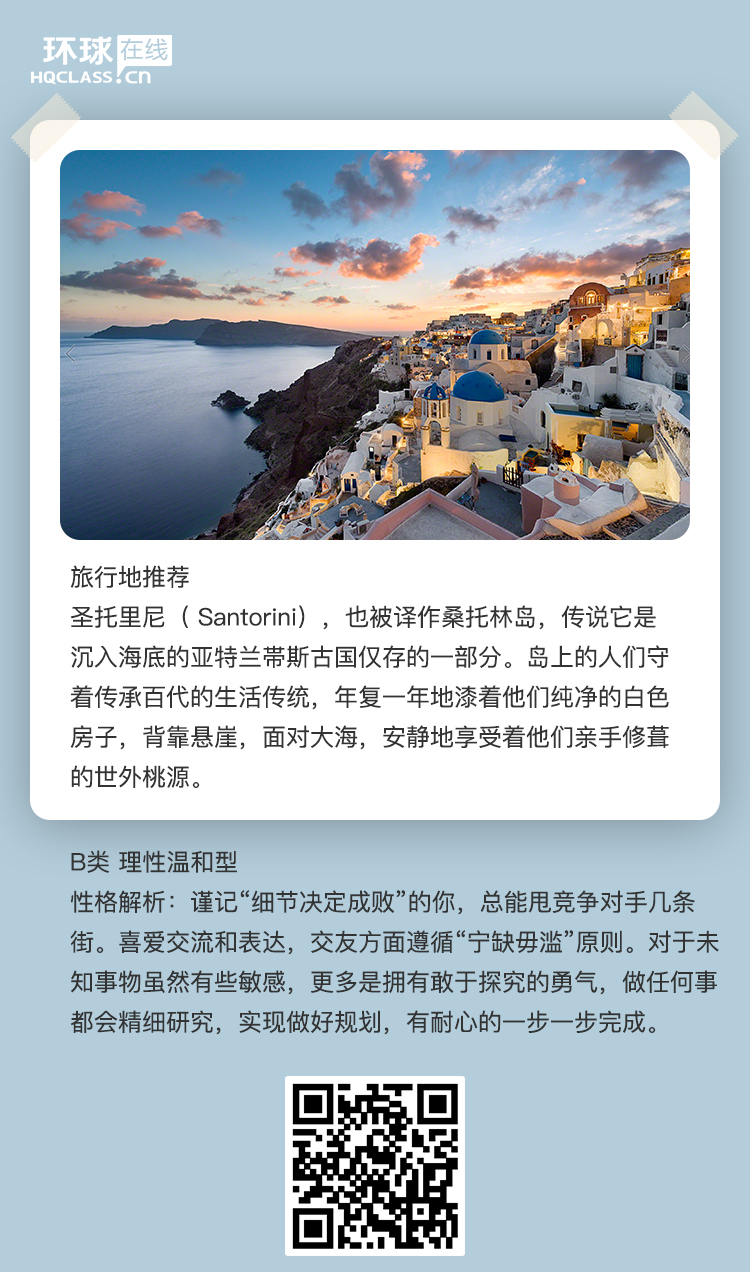 环球在线
HQCLASS.CN
旅行地推荐
圣托里尼（ Santorini），也被译作桑托林岛，传说它是
沉入海底的亚特兰蒂斯古国仅存的一部分。岛上的人们守
着传承百代的生活传统，年复一年地漆着他们纯净的白色
房子，背靠悬崖，面对大海，安静地享受着他们亲手修葺
的世外桃源。
B类 理性温和型
性格解析：谨记“细节决定成败”的你，总能甩竞争对手几条
街。喜爱交流和表达，交友方面遵循“宁缺毋滥”原则。对于未
知事物虽然有些敏感，更多是拥有敢于探究的勇气，做任何事
都会精细研究，实现做好规划，有耐心的一步一步完成。